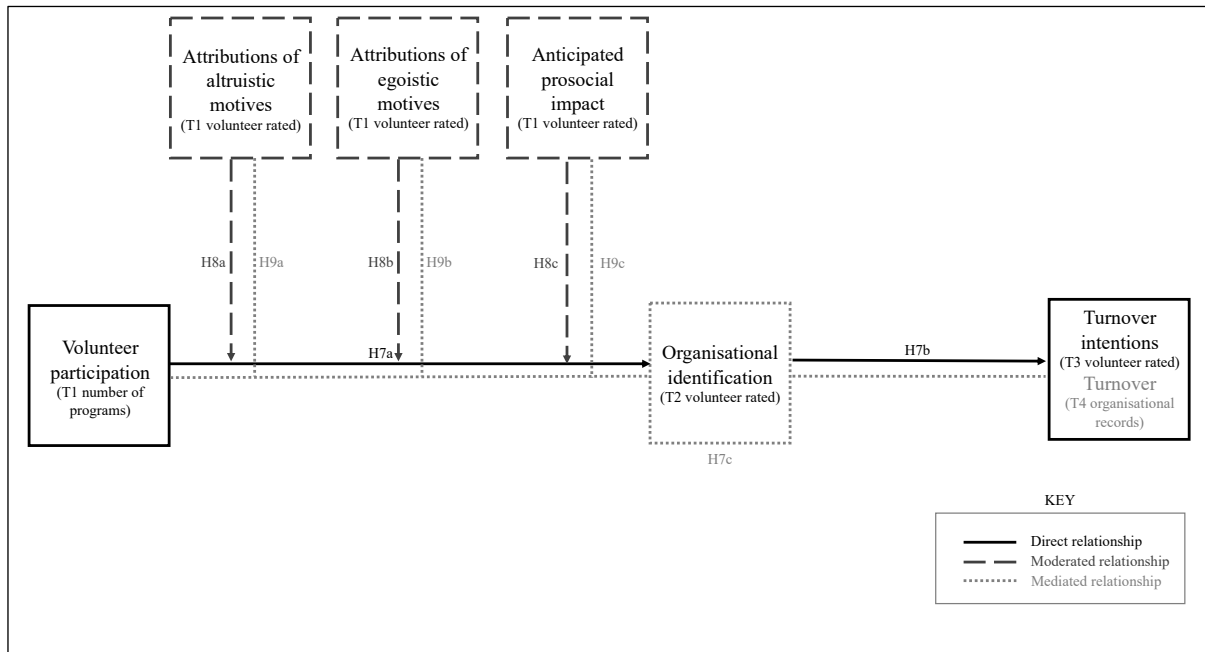 Attributions of
altruistic
motives
(T1 volunteer rated)
Attributions of
egoistic
motives
(T1 volunteer rated)
Anticipated
prosocial
impact
(T1 volunteer rated)
H8a
H9a
H8b
H9b
H8c
H9c
Volunteer
participation
(T1 number of
programs)
H7a
Organisational
identification
(T2 volunteer rated)
H7c
H7b
Turnover
intentions
(T3 volunteer rated)
Turnover
(T4 organisational
records)
KEY
Direct relationship
Moderated relationship
Mediated relationship